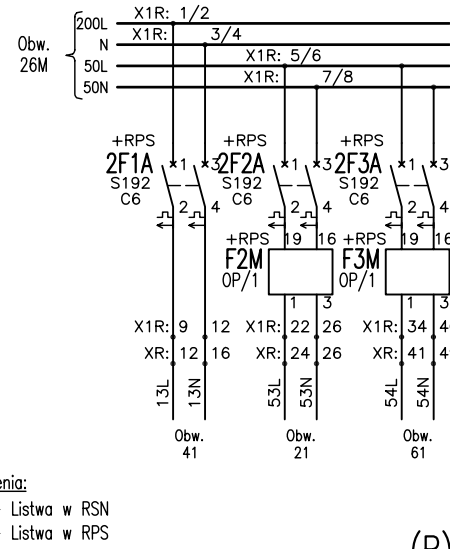 X1R: 1/2
200L
X1R: 3/4
Obw. N
26M
X1R: 5/6
50L
X1R: 7/8
50N
+RPS +RPS +RPS
2F1A 1 3 2F2A 1 3 2F3A 1 3
S192 S192 S192
C6 C6 C6
2 4 2 4 2 4
+RPS 19 16 +RPS 19 16
F2M F3M
OP/1 OP/1
1 3 1 3
X1R: 9 12 X1R: 22 26 X1R: 34
XR: 12 16 XR: 24 26 XR: 41
13L 13N 53L 53N 54L 54N
Obw. Obw. Obw.
41 21 61
enia:
Listwa w RSN
Listwa w RPS
(P)